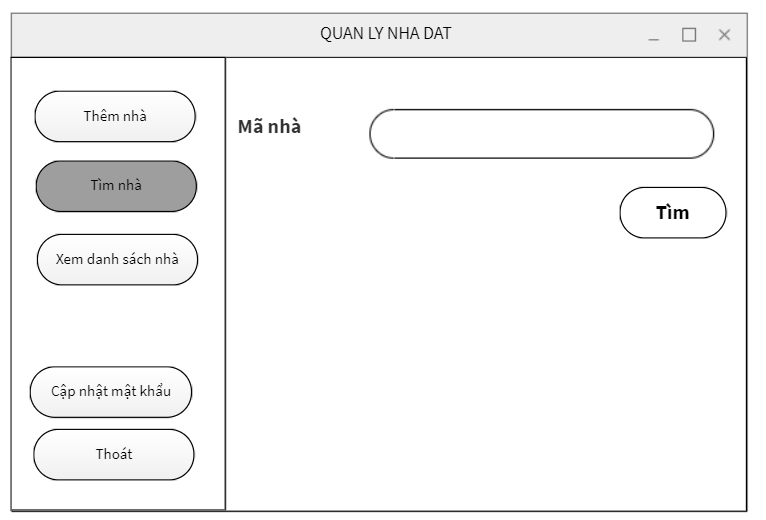 QUAN LY NHA DAT
Thêm nhà
Tìm nhà
Xem danh sách nhà
Cập nhật mật khẩu
Thoát
Mã nhà
Tìm